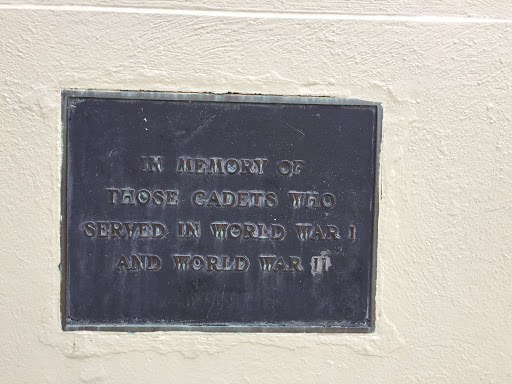 IN MEMORY OF
THOSE CADETS WHO
SERVED IN WORLD WAR I
AND WORLD WAR II